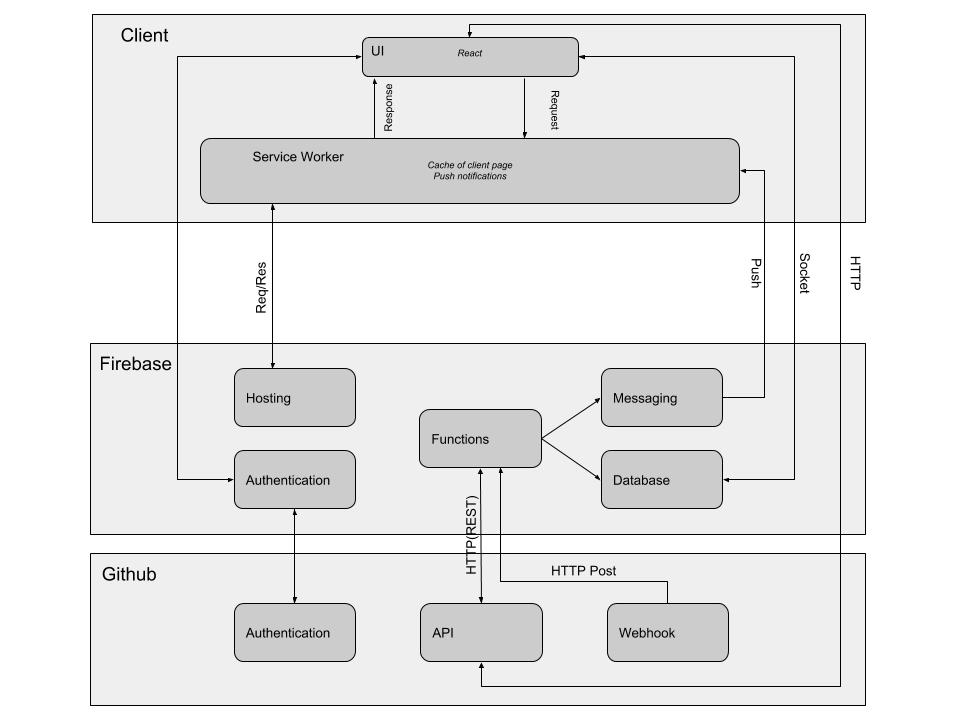 Client
UI
React
Response
Request
Service Worker
Cache of client page
Push notifications
Req/Res
Push
Socket
HTTP
Firebase
Hosting
Messaging
Functions
Authentication
Database
HTTP(REST)
Github
HTTP Post
Authentication
API
Webhook